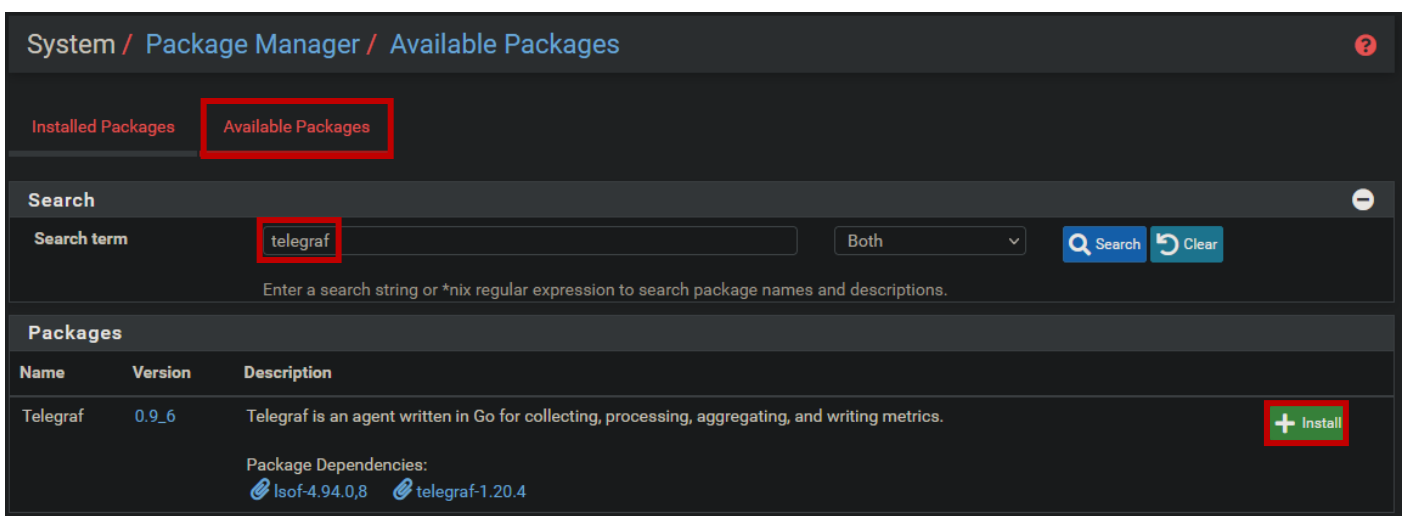 System / Package Manager / Available Packages
Installed Packages Available Packages
Search
Search term telegraf Both Search Clear
Enter a search string or *nix regular expression to search package names and descriptions.
Packages
Name Version Description
Telegraf 0.9_6 Telegraf is an agent written in Go for collecting, processing, aggregating, and writing metrics. Install
Package Dependencies:
lsof-4.94.0,8 telegraf-1.20.4